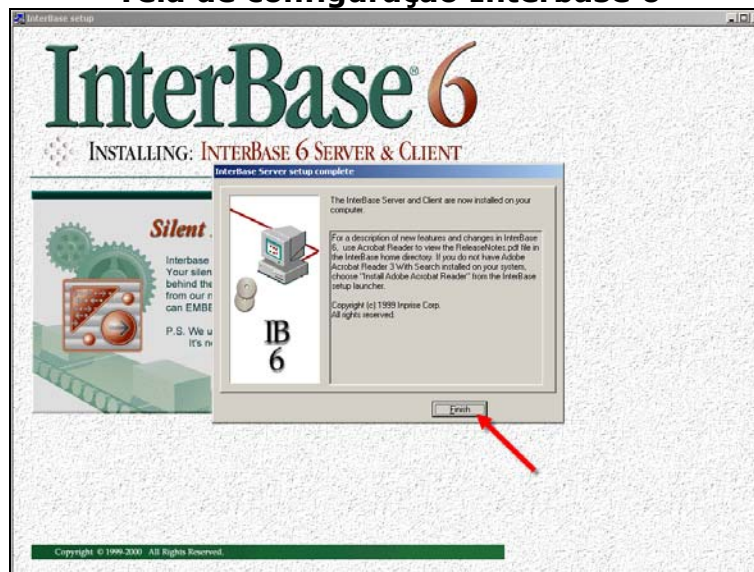 Tela de configuração Interbase 6
InterBase setup
InterBase® 6
INSTALLING: INTERBASE 6 SERVER & CLIENT
InterBase Server setup complete
The InterBase Server and Client are now installed on your
computer.
For a description of new features and changes in InterBase
6, use Acrobat Reader to view the ReleaseNotes.pdf file in
the InterBase home directory. If you do not have Adobe
Acrobat Reader 3 With Search installed on your system,
choose "Install Adobe Acrobat Reader" from the InterBase
setup launcher.
Copyright (c) 1999 Inprise Corp.
All rights reserved.
IB
6
Silent
Interbase
Your silen
behind the
from our
can EMBE
P.S. We u
It's n
Finish
Copyright © 1999-2000 All Rights Reserved.